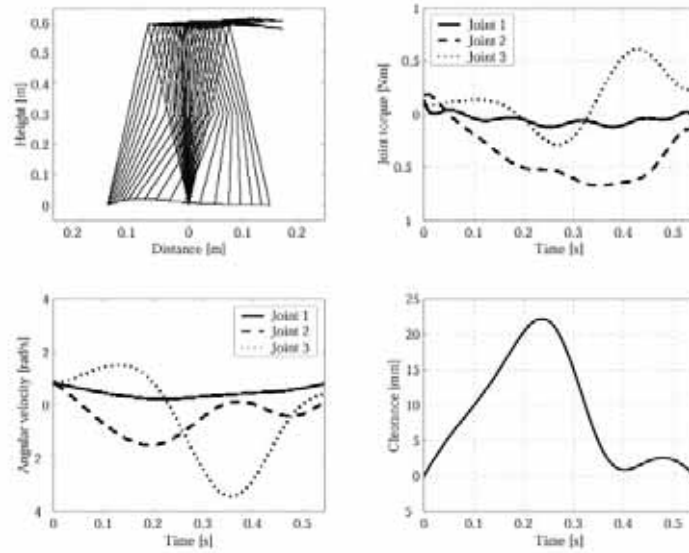 0.6
0.5
0.4
0.3
0.2
0.1
0
Height [m]
0.2 0.1 0 0.1 0.2
Distance [m]
1
0.5
0
0.5
1
Joint torque [Nm]
Joint 1
Joint 2
Joint 3
0 0.1 0.2 0.3 0.4 0.5
Time [s]
4
2
0
2
4
Angular velocity [rad/s]
Joint 1
Joint 2
Joint 3
0 0.1 0.2 0.3 0.4 0.5
Time [s]
25
20
15
10
5
0
5
Clearance [mm]
0 0.1 0.2 0.3 0.4 0.5
Time [s]